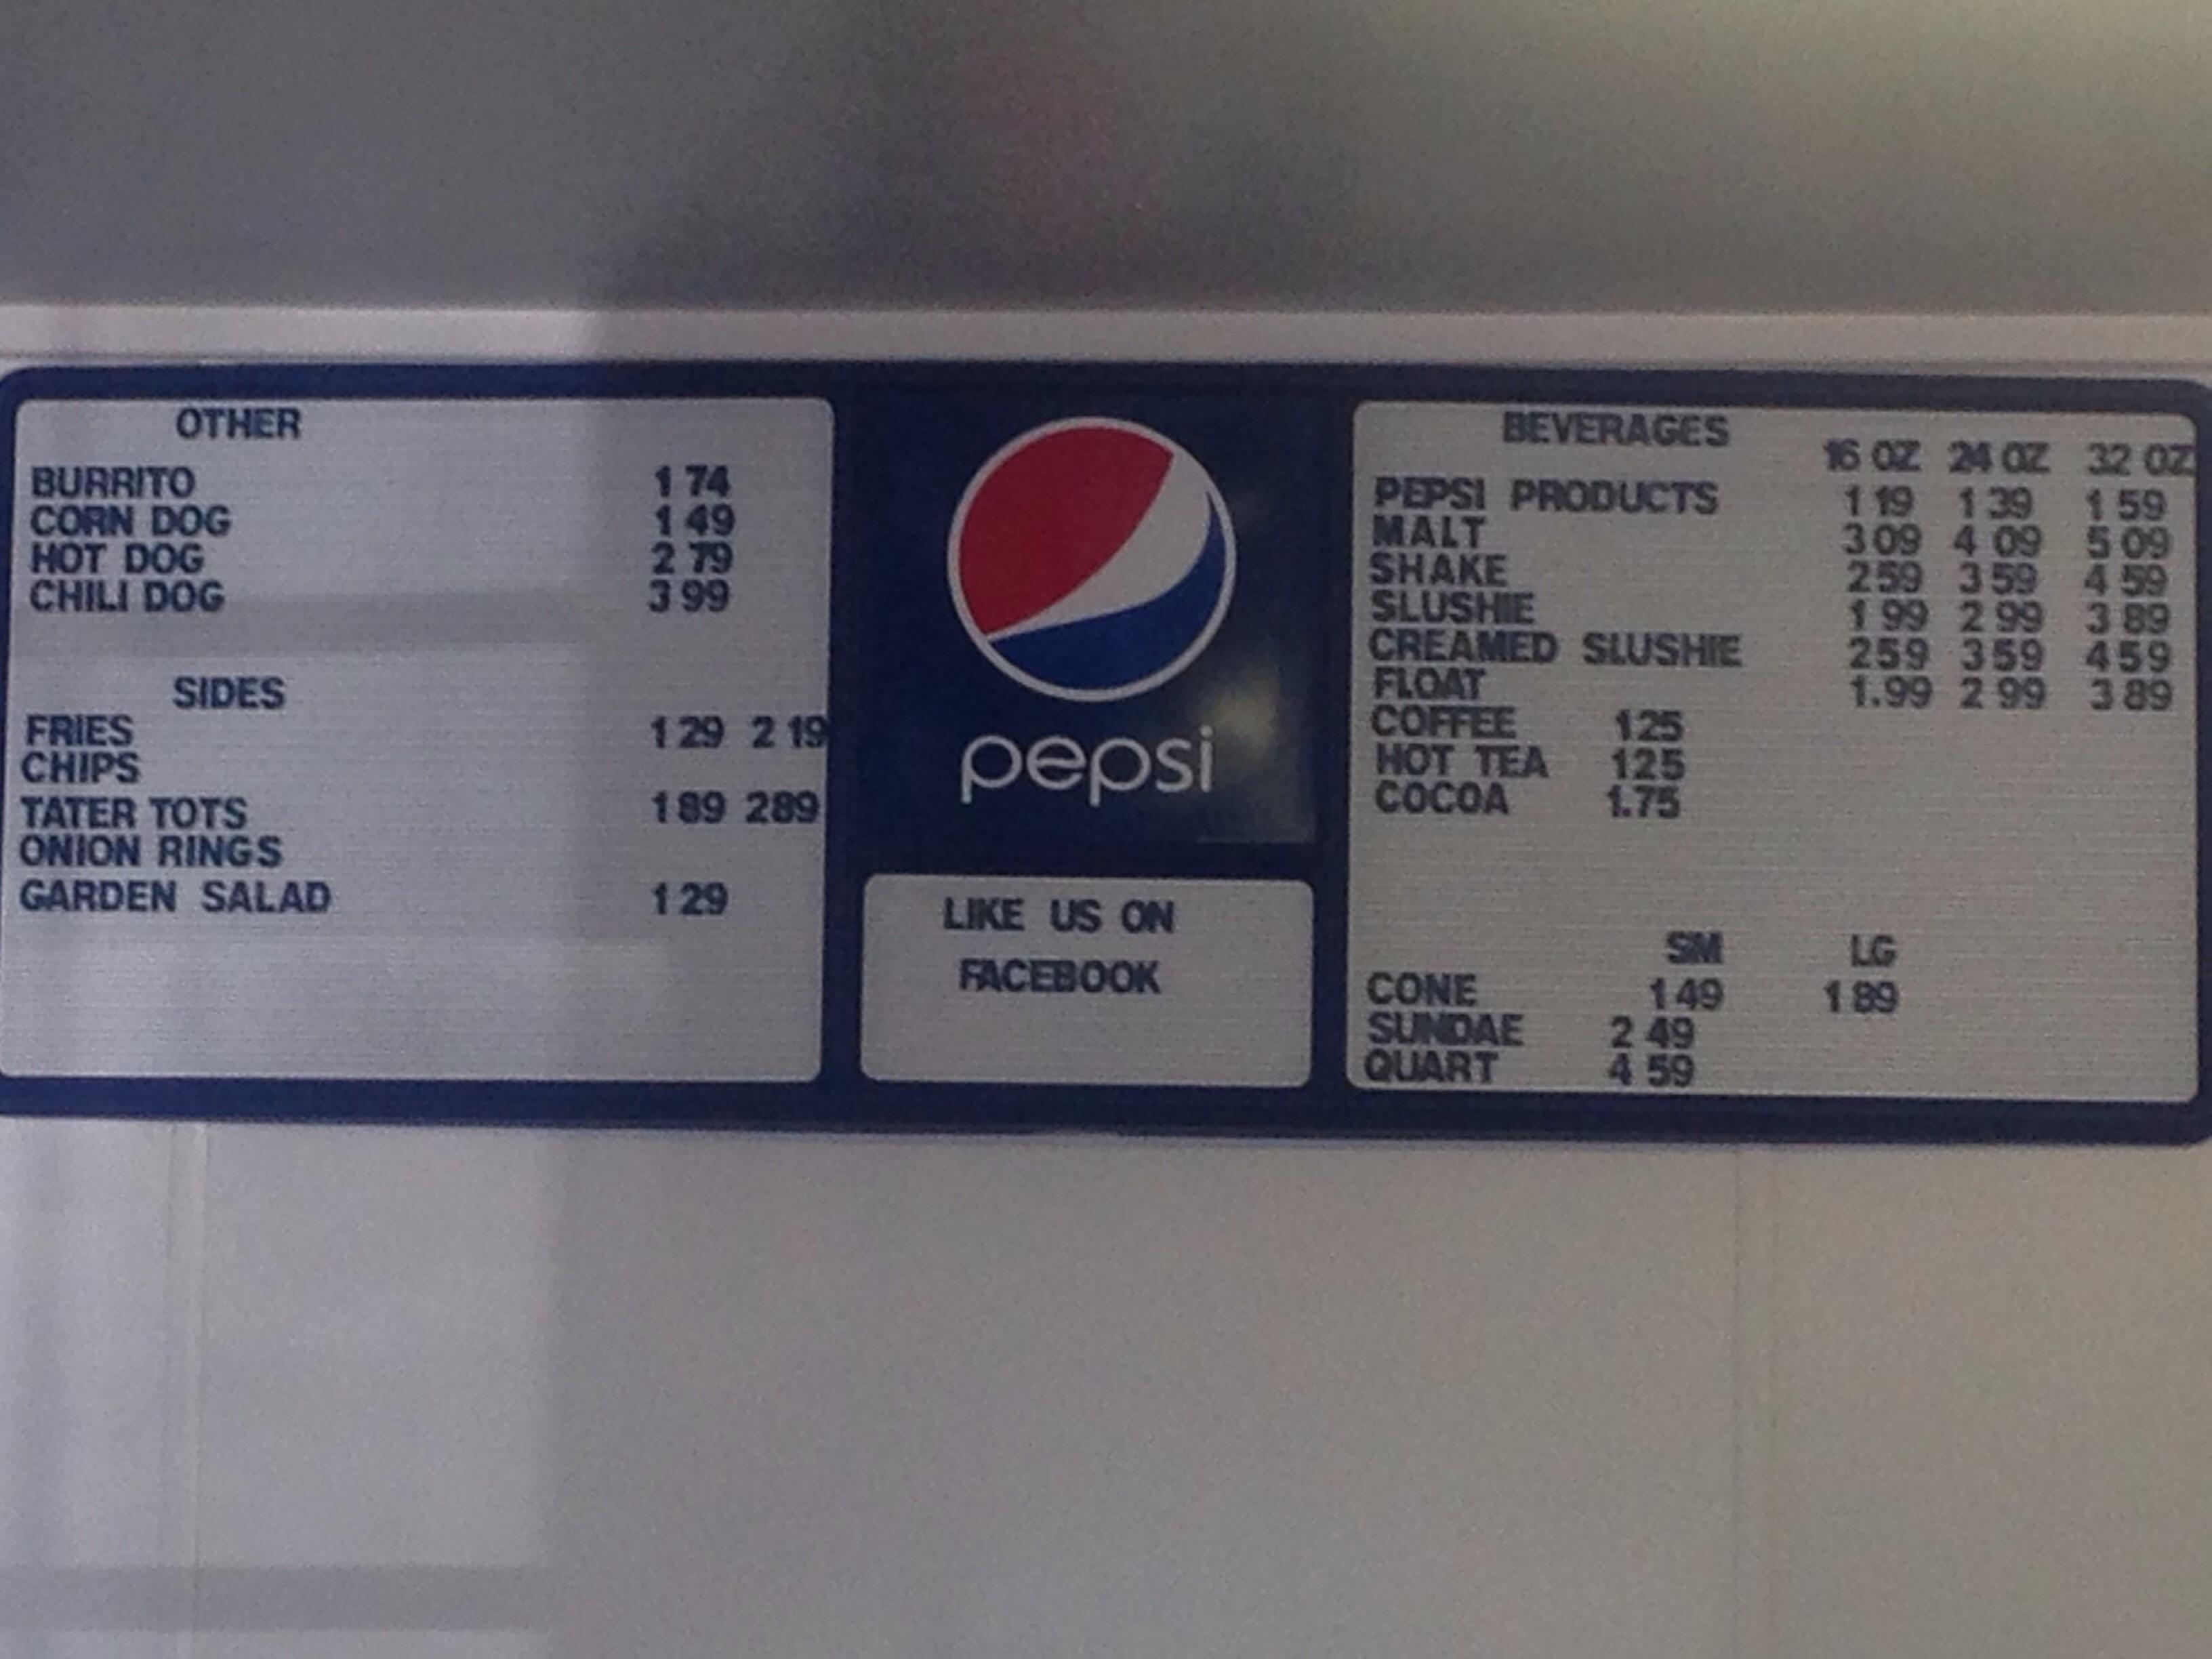 OTHER
BURRITO 1 74
CORN DOG 1 49
HOT DOG 2 79
CHILI DOG 3 99
SIDES
FRIES 1 29 2 19
CHIPS
TATER TOTS 1 89 2 89
ONION RINGS
GARDEN SALAD 1 29
pepsi
LIKE US ON
FACEBOOK
BEVERAGES
16 OZ 24 OZ 32 OZ
PEPSI PRODUCTS 1 19 1 39 1 59
MALT 3 09 4 09 5 09
SHAKE 2 59 3 59 4 59
SLUSHIE 1 99 2 99 3 89
CREAMED SLUSHIE 2 59 3 59 4 59
FLOAT 1.99 2 99 3 89
COFFEE 1 25
HOT TEA 1 25
COCOA 1.75
SM LG
CONE 1 49 1 89
SUNDAE 2 49
QUART 4 59